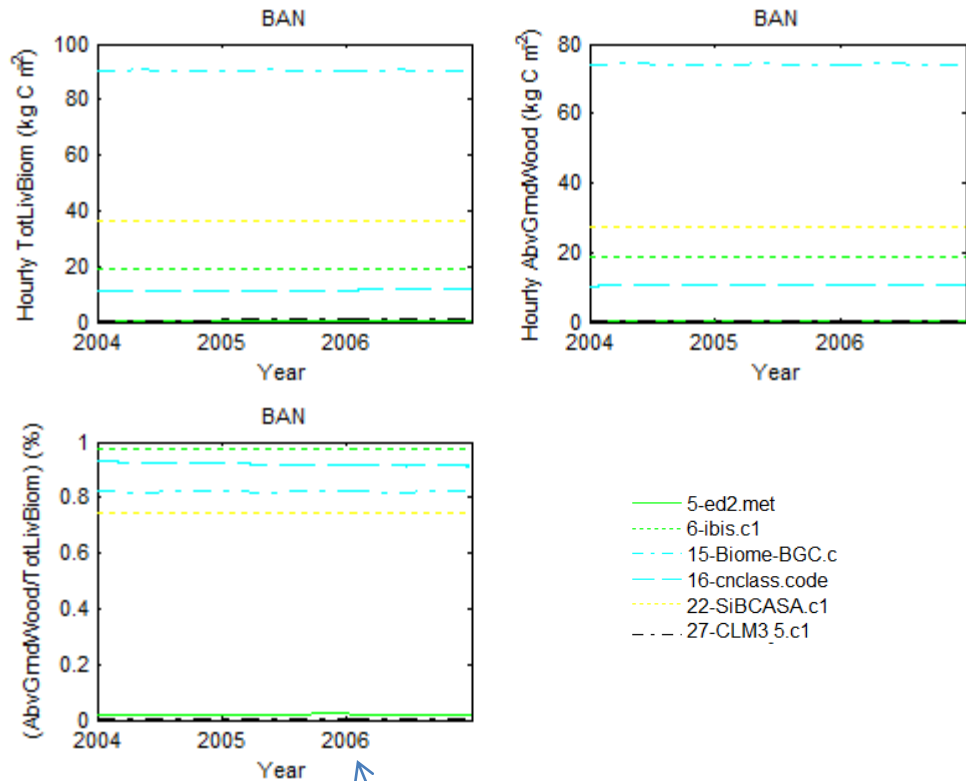 BAN
Hourly TotLivBiom (kg C m²)
100
80
60
40
20
0
2004
2005
2006
Year
BAN
Hourly AbvGrndWood (kg C m²)
80
60
40
20
0
2004
2005
2006
Year
BAN
(AbvGrndWood/TotLivBiom) (%)
1
0.8
0.6
0.4
0.2
0
2004
2005
2006
Year
5-ed2.met
6-ibis.c1
15-Biome-BGC.c
16-cnclass.code
22-SiBCASA.c1
27-CLM3_5.c1